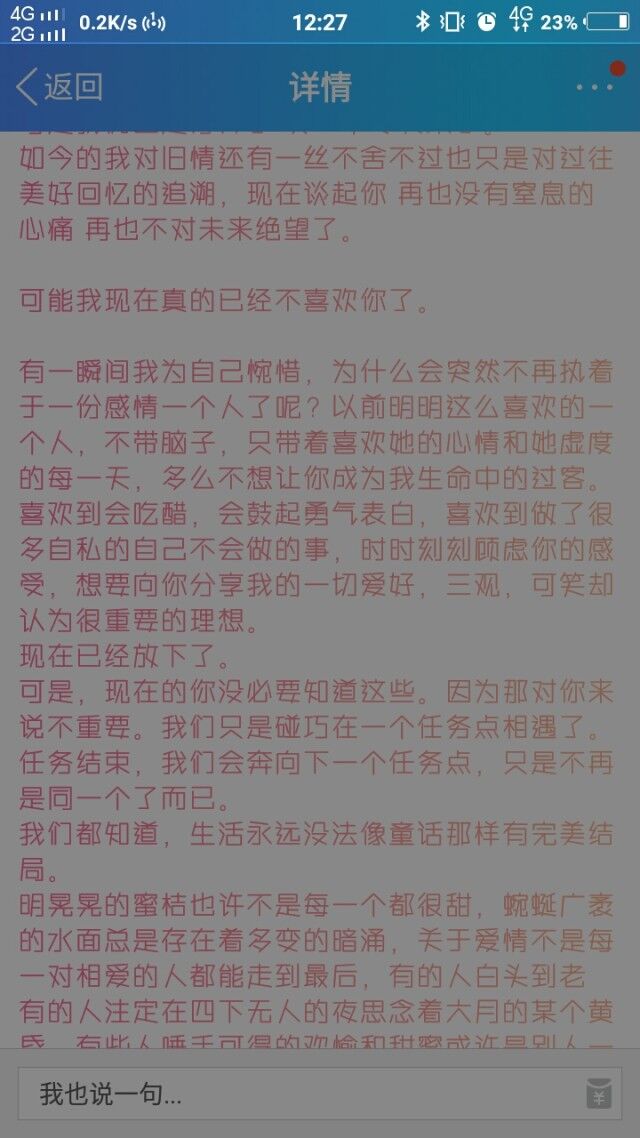 4G
2G
0.2K/s
12:27
4G
23%
返回
详情
如今的我对旧情还有一丝不舍不过也只是对过往
美好回忆的追溯，现在谈起你 再也没有窒息的
心痛 再也不对未来绝望了。
可能我现在真的已经不喜欢你了。
有一瞬间我为自己惋惜，为什么会突然不再执着
于一份感情一个人了呢？以前明明这么喜欢的一
个人，不带脑子，只带着喜欢她的心情和她虚度
的每一天，多么不想让你成为我生命中的过客。
喜欢到会吃醋，会鼓起勇气表白，喜欢到做了很
多自私的自己不会做的事，时时刻刻顾虑你的感
受，想要向你分享我的一切爱好，三观，可笑却
认为很重要的理想。
现在已经放下了。
可是，现在的你没必要知道这些。因为那对你来
说不重要。我们只是碰巧在一个任务点相遇了。
任务结束，我们会奔向下一个任务点，只是不再
是同一个了而已。
我们都知道，生活永远没法像童话那样有完美结
局。
明晃晃的蜜桔也许不是每一个都很甜，蜿蜒广袤
的水面总是存在着多变的暗涌，关于爱情不是每
一对相爱的人都能走到最后，有的人白头到老
有的人注定在四下无人的夜思念着大月的某个黄
昏，有些人唾手可得的欢愉和甜蜜或许是别人一
我也说一句...